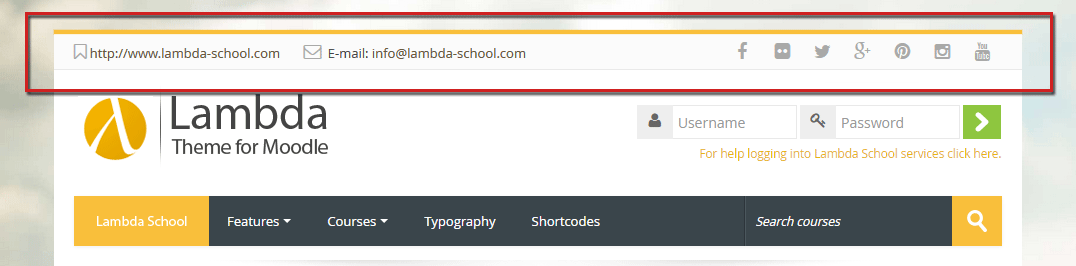 http://www.lambda-school.com E-mail: info@lambda-school.com You Tube
Lambda
Theme for Moodle
Username Password
For help logging into Lambda School services click here.
Lambda School Features Courses Typography Shortcodes Search courses